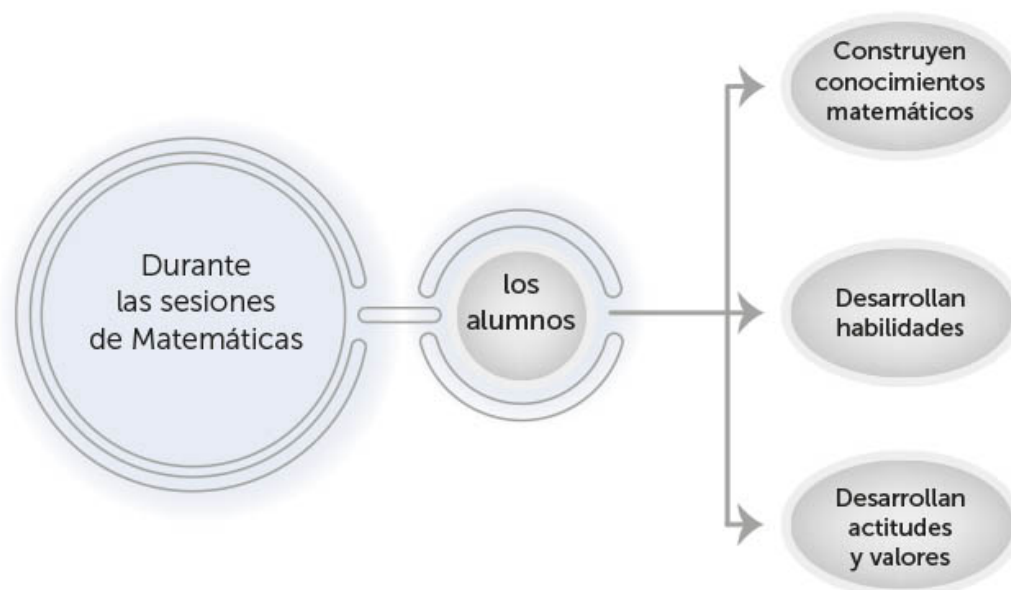 Durante
las sesiones
de Matemáticas
los
alumnos
Construyen
conocimientos
matemáticos
Desarrollan
habilidades
Desarrollan
actitudes
y valores